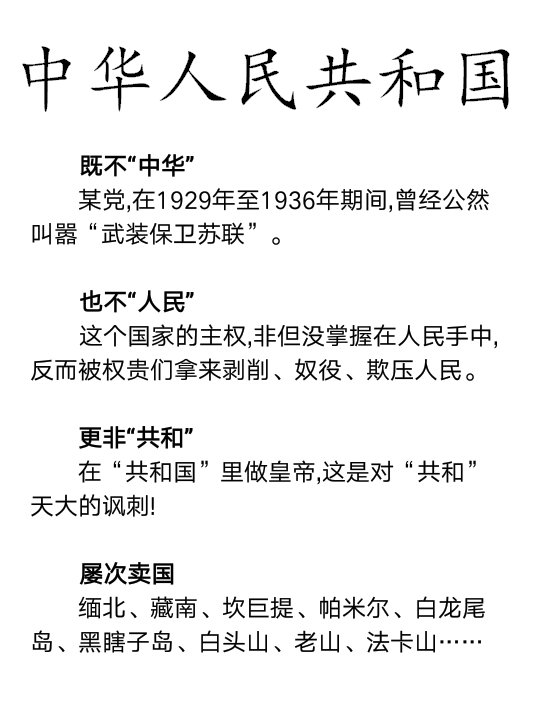 中华人民共和国
既不“中华”
某党,在1929年至1936年期间,曾经公然
叫嚣“武装保卫苏联”。
也不“人民”
这个国家的主权,非但没掌握在人民手中,
反而被权贵们拿来剥削、奴役、欺压人民。
更非“共和”
在“共和国”里做皇帝,这是对“共和”
天大的讽刺!
屡次卖国
缅北、藏南、坎巨提、帕米尔、白龙尾
岛、黑瞎子岛、白头山、老山、法卡山……